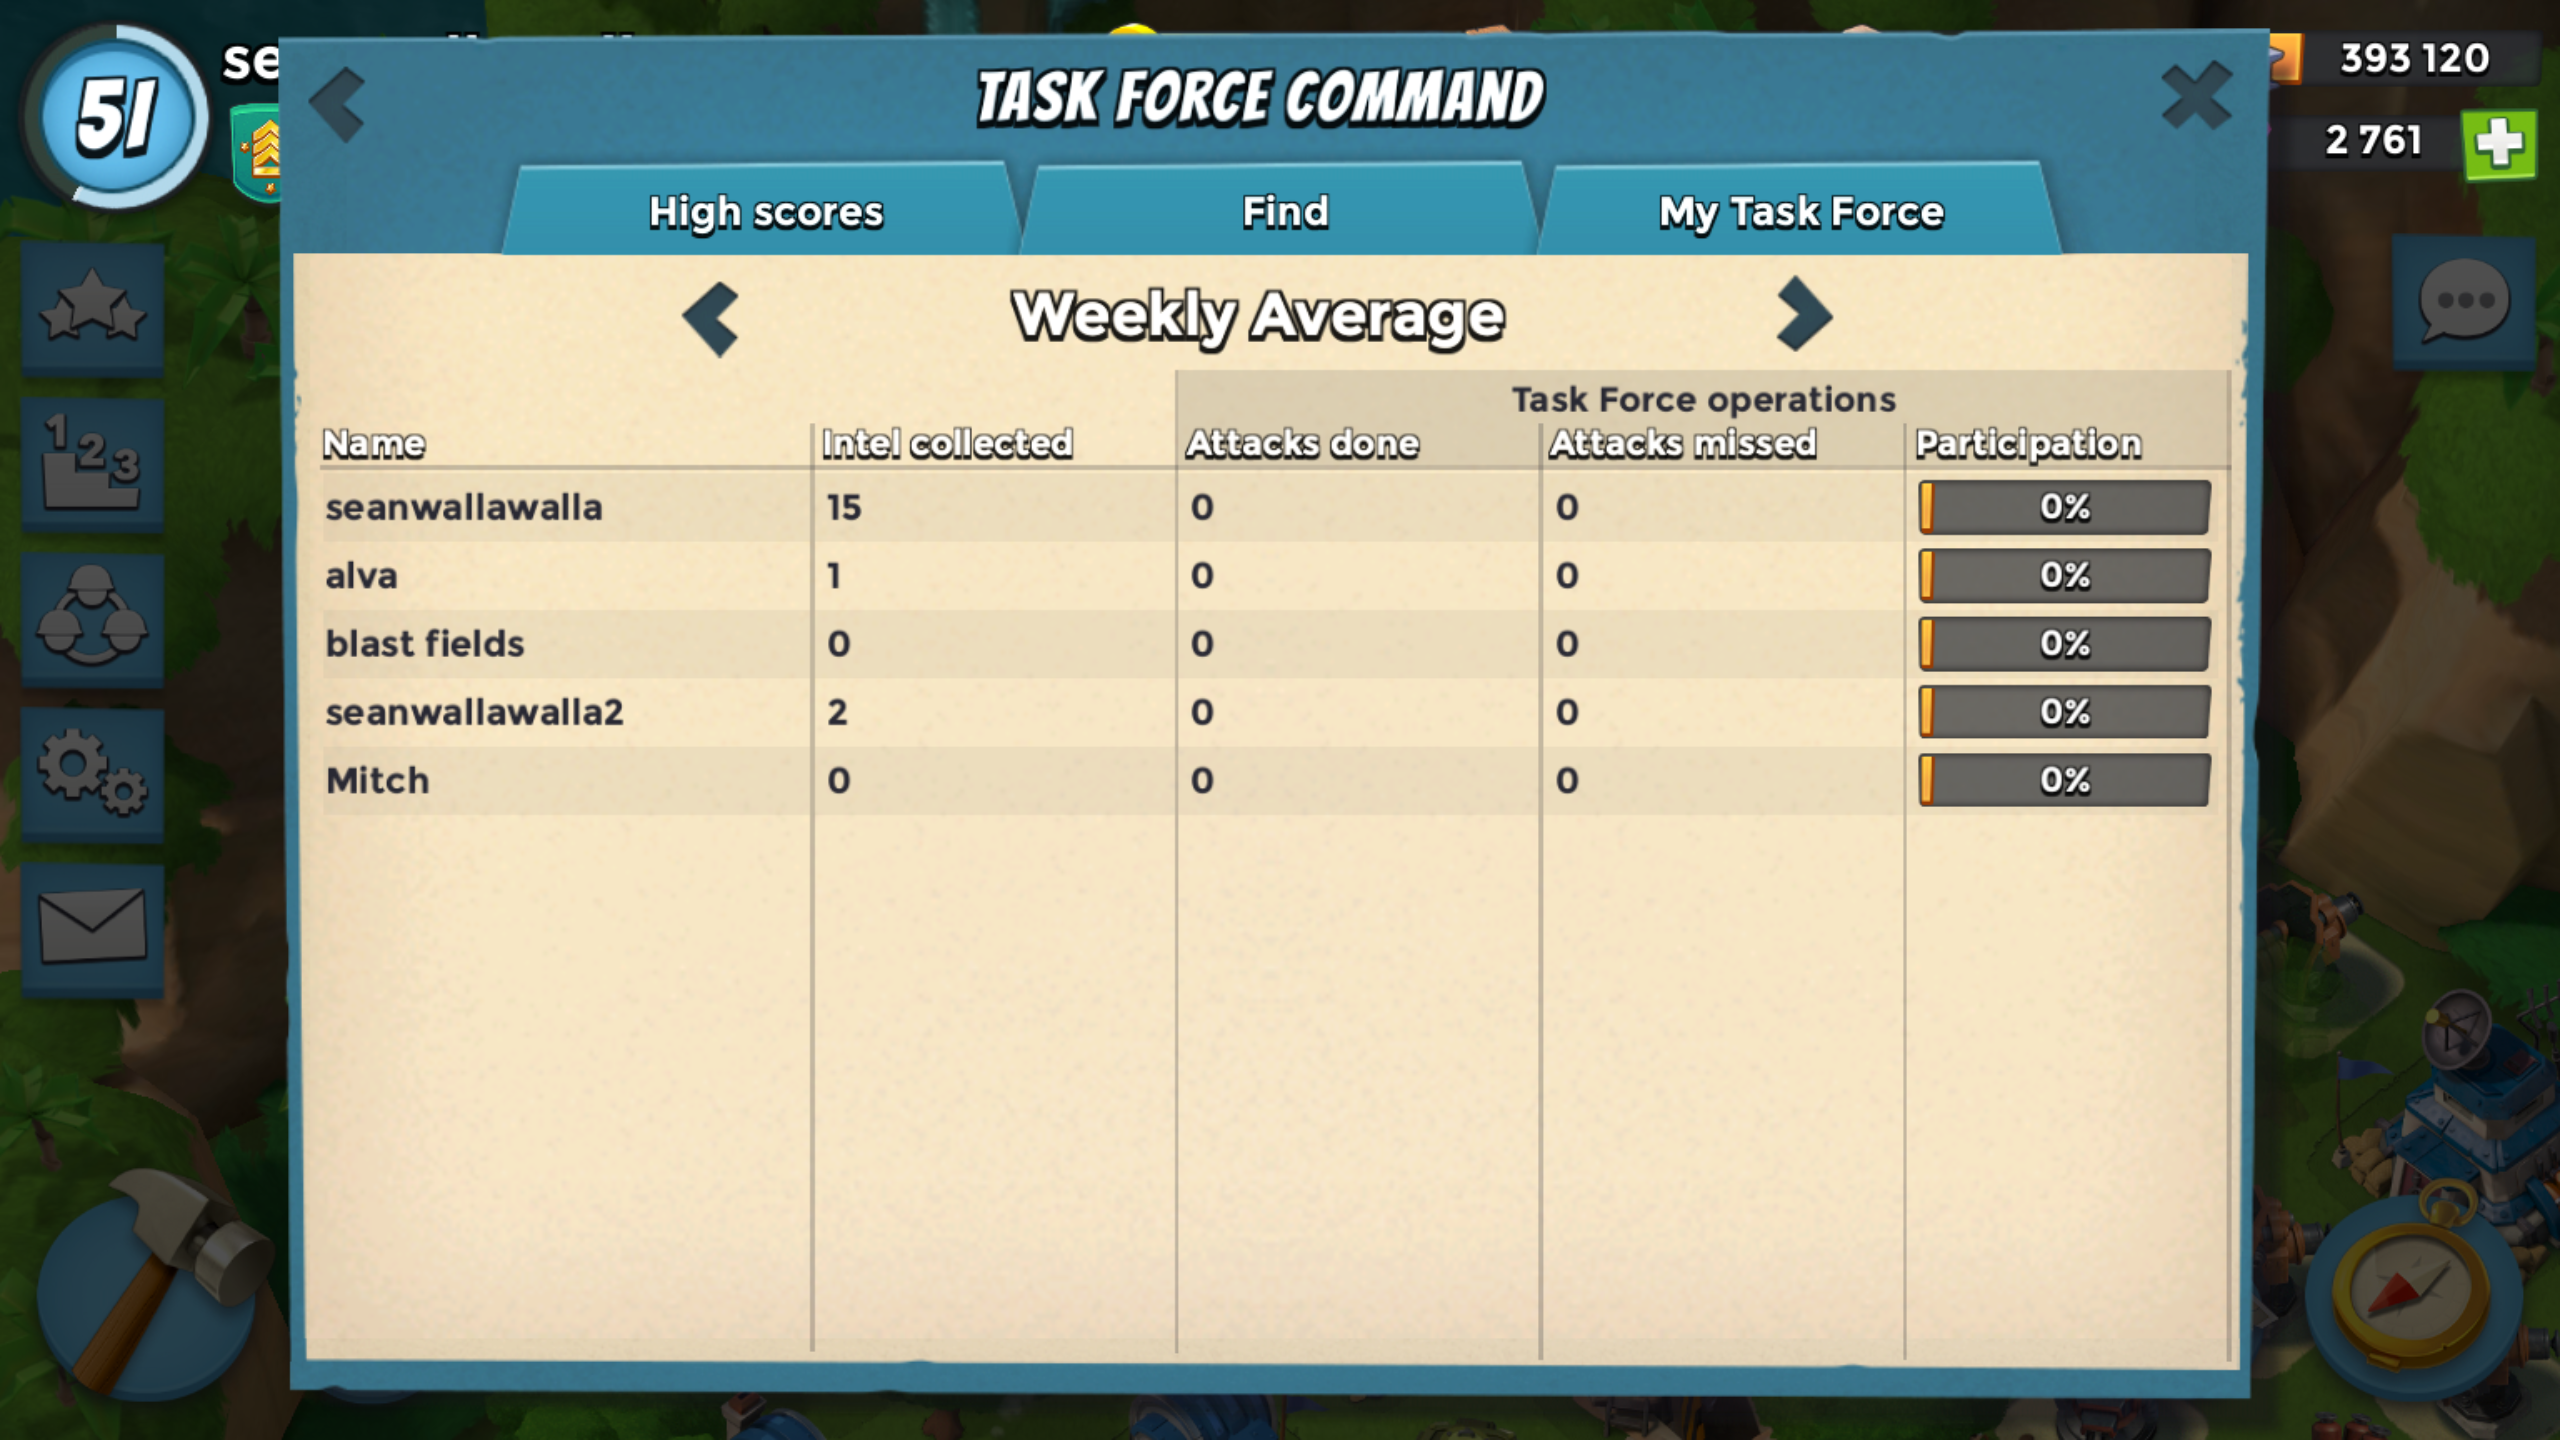 51
se
393 120
2 761
TASK FORCE COMMAND
High scores
Find
My Task Force
Weekly Average
Task Force operations
Name Intel collected Attacks done Attacks missed Participation
seanwallawalla 15 0 0 0%
alva 1 0 0 0%
blast fields 0 0 0 0%
seanwallawalla2 2 0 0 0%
Mitch 0 0 0 0%
1 2 3